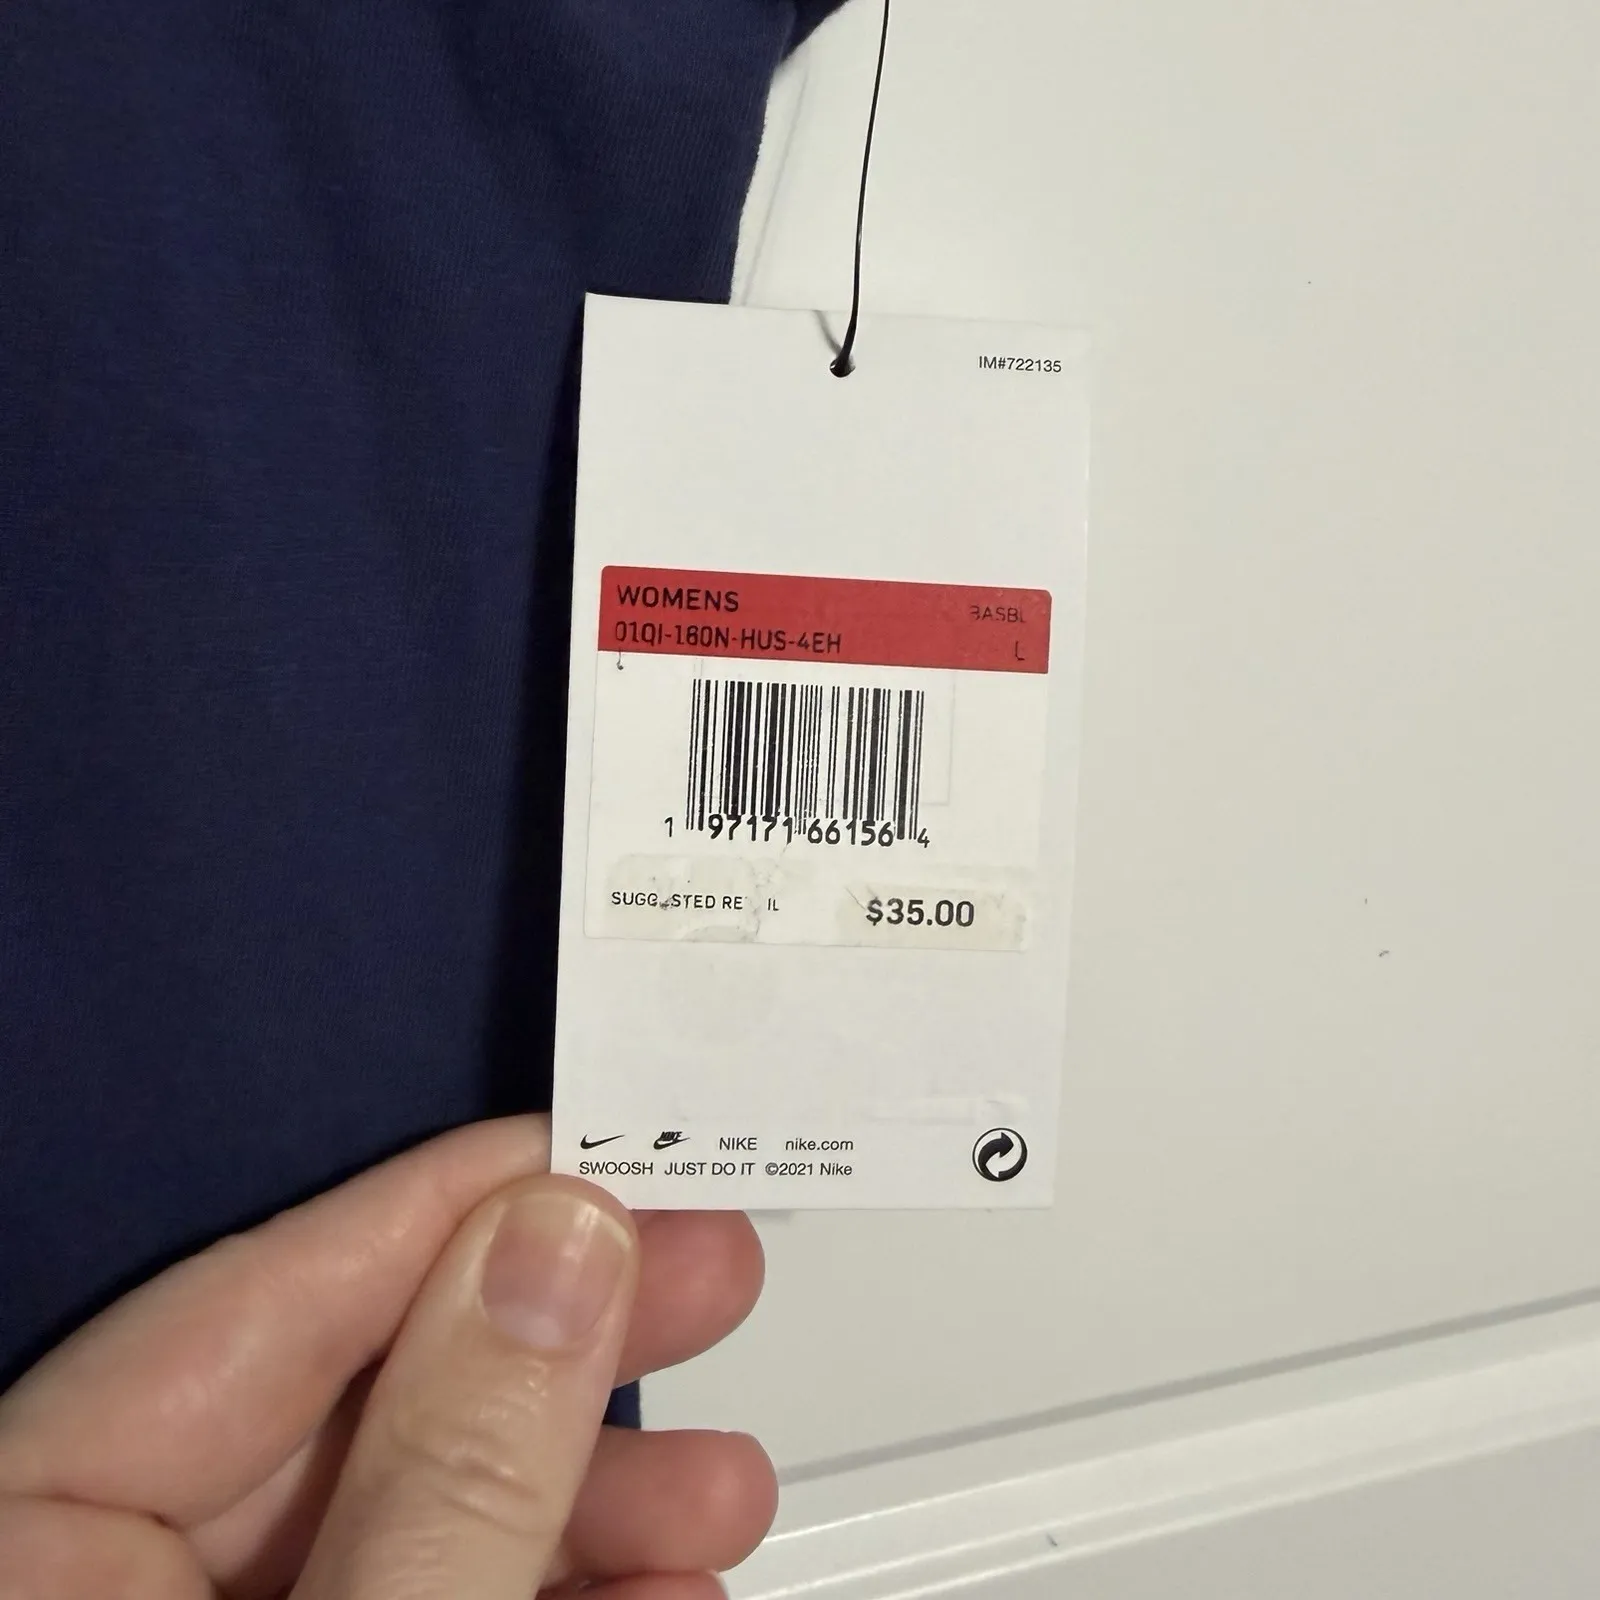 IM#722135
WOMENS
BASBL
01QI-160N-HUS-4EH
L
1 97171 66156 4
$35.00
NIKE nike.com
SWOOSH JUST DO IT ©2021 Nike